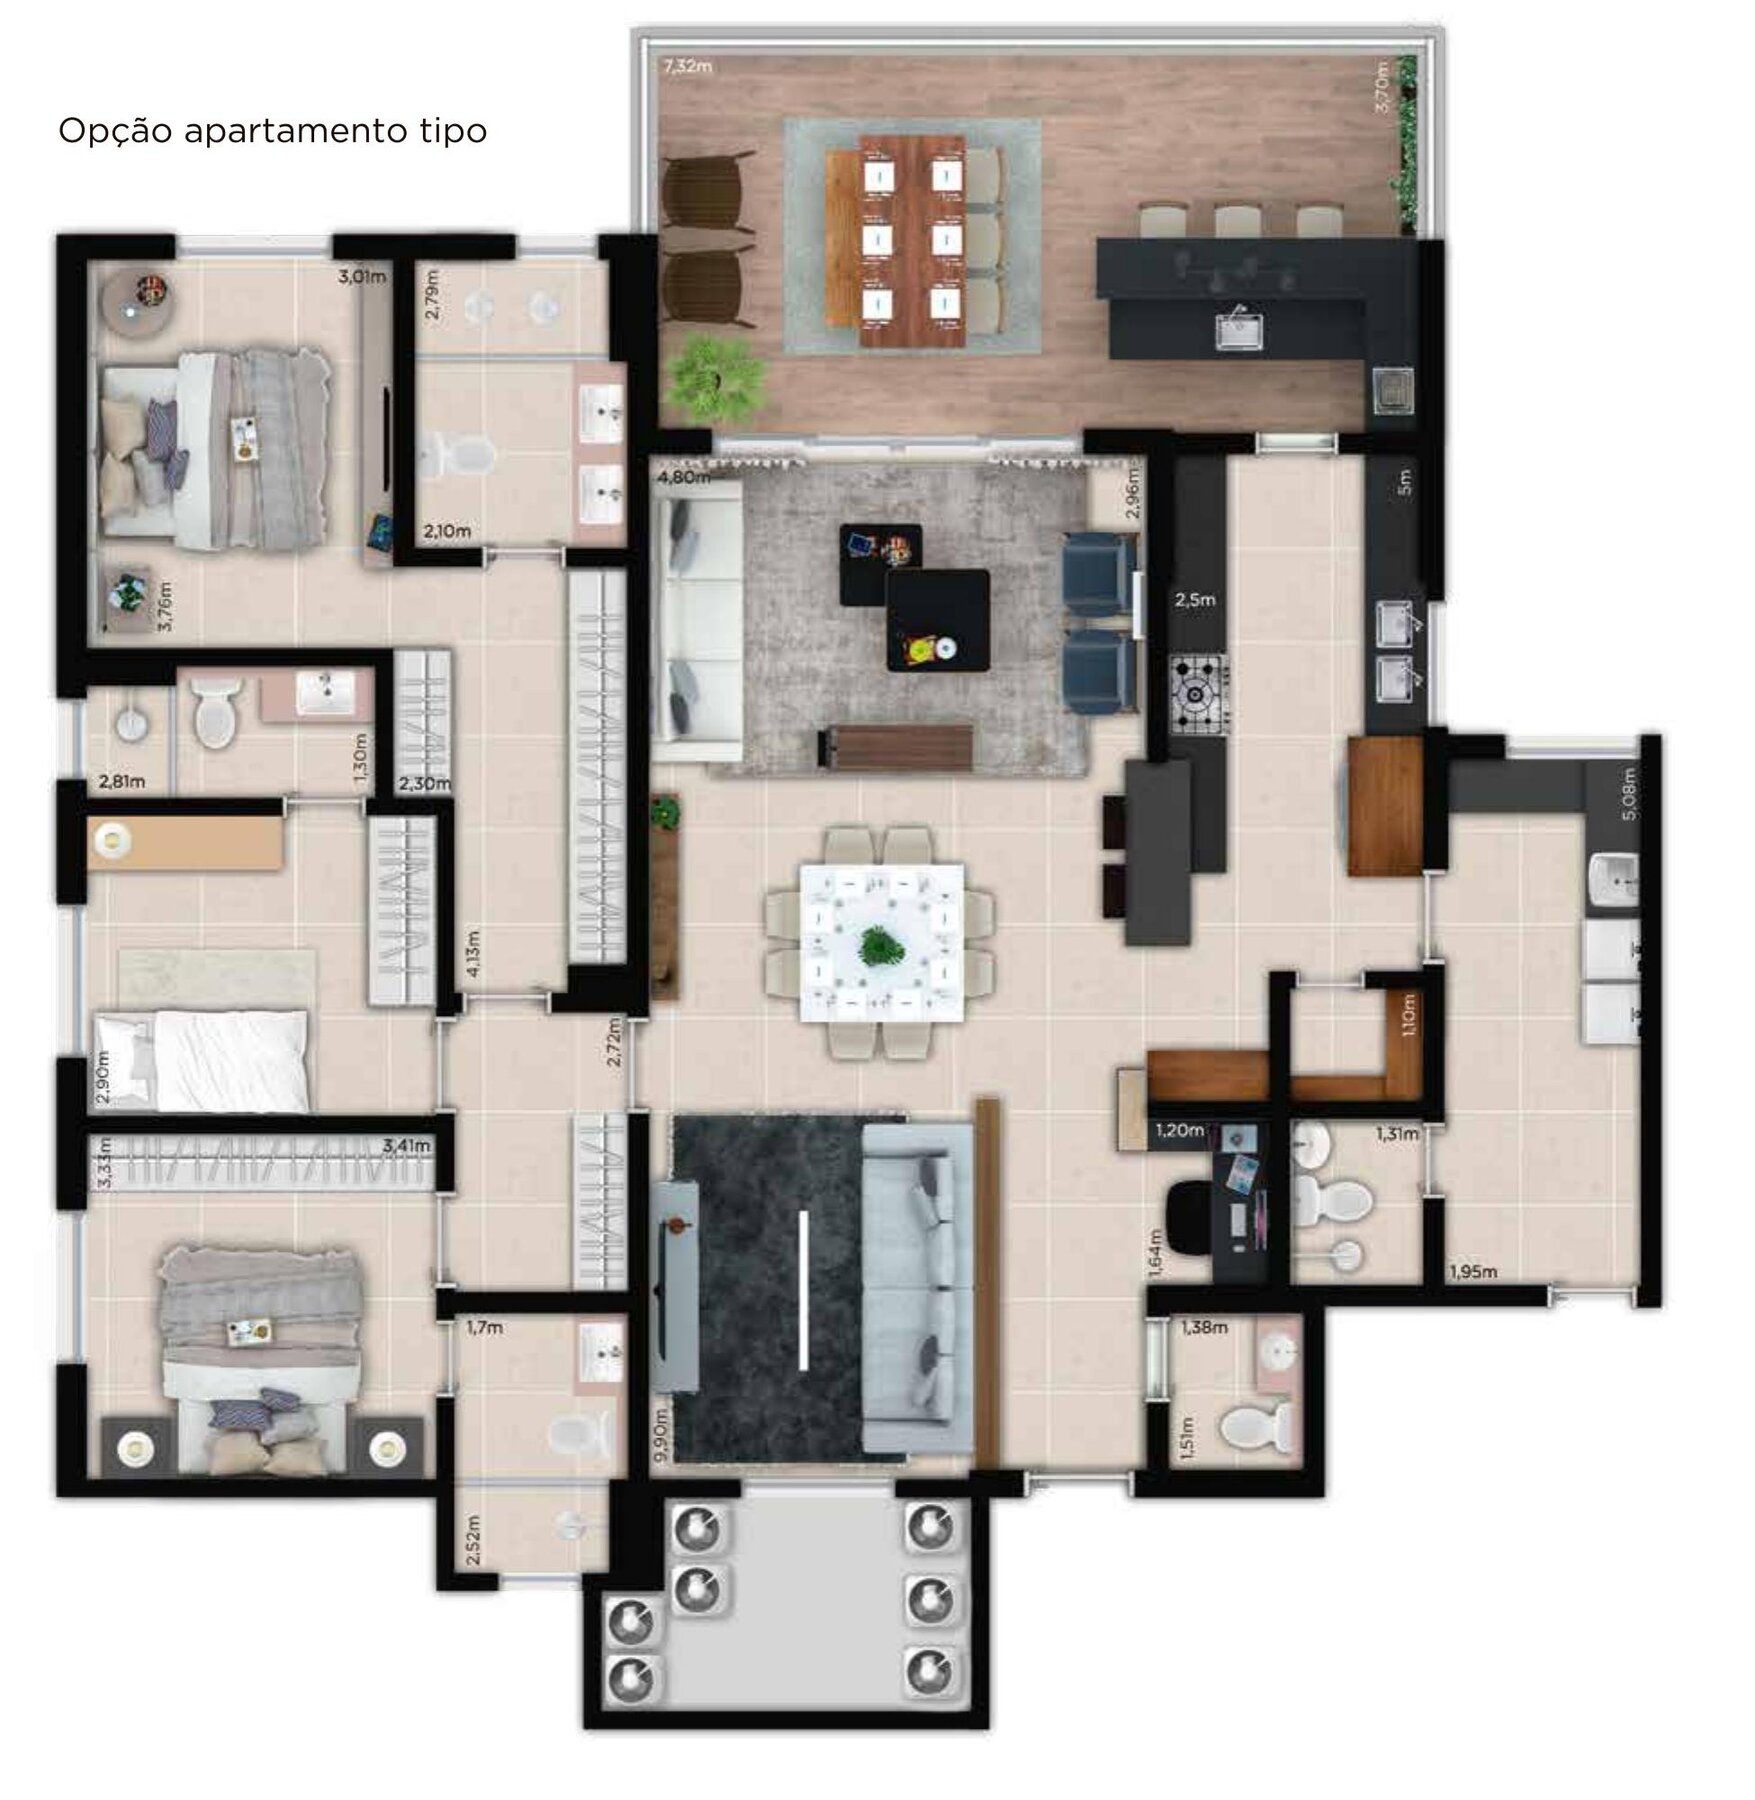 7,32m
3,70m
Opção apartamento tipo
3,01m
2,79m
2,10m
3,76m
4,80m
2,96m
5m
2,5m
2,81m
1,30m
2,30m
5,08m
4,13m
2,72m
1,10m
2,90m
3,33m
3,41m
1,20m
1,31m
1,64m
1,95m
1,7m
1,38m
9,90m
1,51m
2,52m